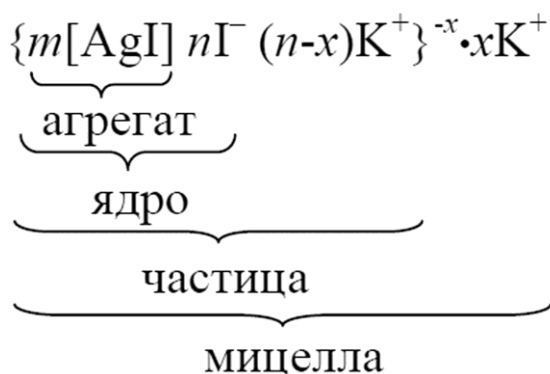 {m[AgI] nI⁻ (n-x)K⁺}⁻ˣ•xK⁺
агрегат
ядро
частица
мицелла